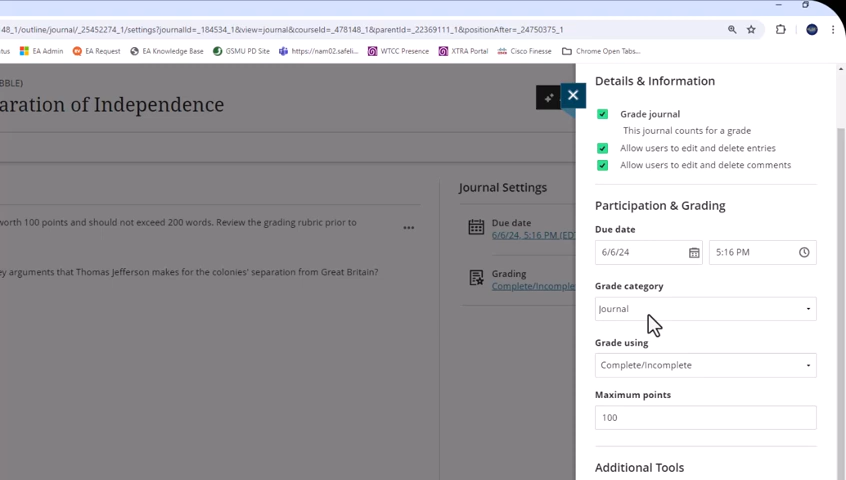 48_1/outline/journal/_25452274_1/settings?journalId=_184534_1&view=journal&courseId=_478148_1&parentId=_22369111_1&positionAfter=_24750375_1
atus EA Admin EA Request EA Knowledge Base GSMU PD Site https://nam02.safeli... WTCC Presence XTRA Portal Cisco Finesse Chrome Open Tabs...
BBLE)
aration of Independence
Journal Settings
worth 100 points and should not exceed 200 words. Review the grading rubric prior to
ey arguments that Thomas Jefferson makes for the colonies' separation from Great Britain?
Due date
6/6/24, 5:16 PM (EDT
Grading
Complete/Incomple
Details & Information
Grade journal
This journal counts for a grade
Allow users to edit and delete entries
Allow users to edit and delete comments
Participation & Grading
Due date
6/6/24 5:16 PM
Grade category
Journal
Grade using
Complete/Incomplete
Maximum points
100
Additional Tools